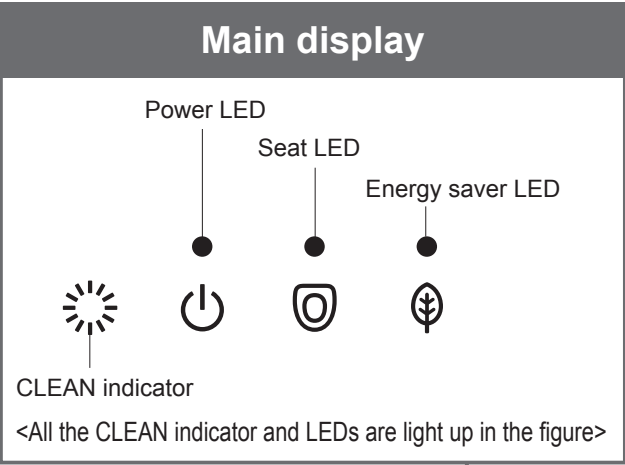 Main display
Power LED
Seat LED
Energy saver LED
CLEAN indicator
<All the CLEAN indicator and LEDs are light up in the figure>